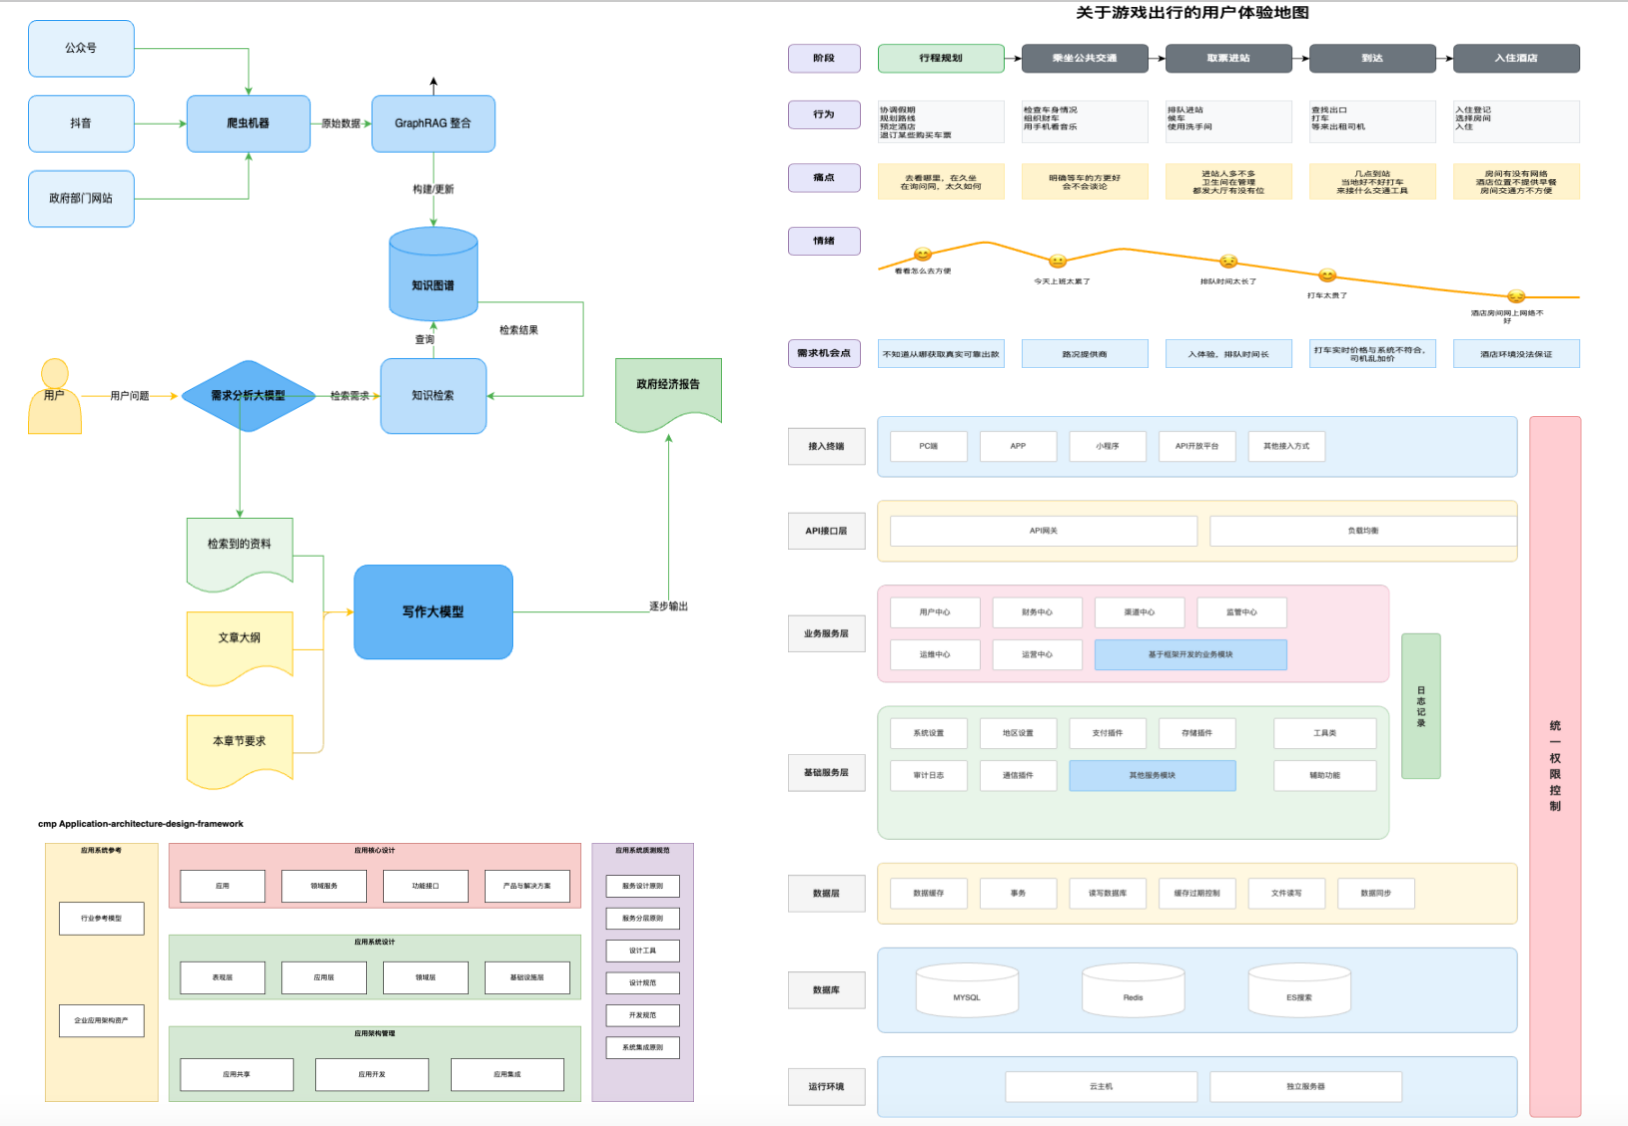 公众号
抖音
政府部门网站
爬虫机器
原始数据
GraphRAG 整合
构建/更新
知识图谱
检索结果
查询
用户
用户问题
需求分析大模型
检索需求
知识检索
政府经济报告
检索到的资料
文章大纲
本章节要求
写作大模型
逐步输出
cmp Application-architecture-design-framework
应用系统参考
行业参考模型
企业应用架构资产
应用核心设计
应用
领域服务
功能接口
产品与解决方案
应用系统设计
表现层
应用层
领域层
基础设施层
应用架构管理
应用共享
应用开发
应用集成
应用系统质测规范
服务设计原则
服务分层原则
设计工具
设计规范
开发规范
系统集成原则
关于游戏出行的用户体验地图
阶段
行程规划
乘坐公共交通
取票进站
到达
入住酒店
行为
协调假期
规划路线
预定酒店
退订某些购买车票
检查车身情况
组织财车
用手机看音乐
排队进站
候车
使用洗手间
查找出口
打车
等来出租司机
入住登记
选择房间
入住
痛点
去看哪里，在久坐
在询问问，太久如何
明确等车的方更好
会不会谈论
进站人多不多
卫生间在管理
都发大厅有没有位
几点到站
当地好不好打车
来接什么交通工具
房间有没有网络
酒店位置不提供早餐
房间交通方不方便
情绪
看看怎么去方便
今天上班太累了
排队时间太长了
打车太贵了
酒店房间网上网络不
好
需求机会点
不知道从哪获取真实可靠出款
路况提供商
入体验，排队时间长
打车实时价格与系统不符合，
司机乱加价
酒店环境没法保证
接入终端
PC端
APP
小程序
API开放平台
其他接入方式
API接口层
API网关
负载均衡
业务服务层
用户中心
财务中心
渠道中心
监管中心
运维中心
运营中心
基于框架开发的业务模块
基础服务层
系统设置
地区设置
支付插件
存储插件
工具类
审计日志
通信插件
其他服务模块
辅助功能
日志记录
统一权限控制
数据层
数据缓存
事务
读写数据库
缓存过期控制
文件读写
数据同步
数据库
MYSQL
Redis
ES搜索
运行环境
云主机
独立服务器